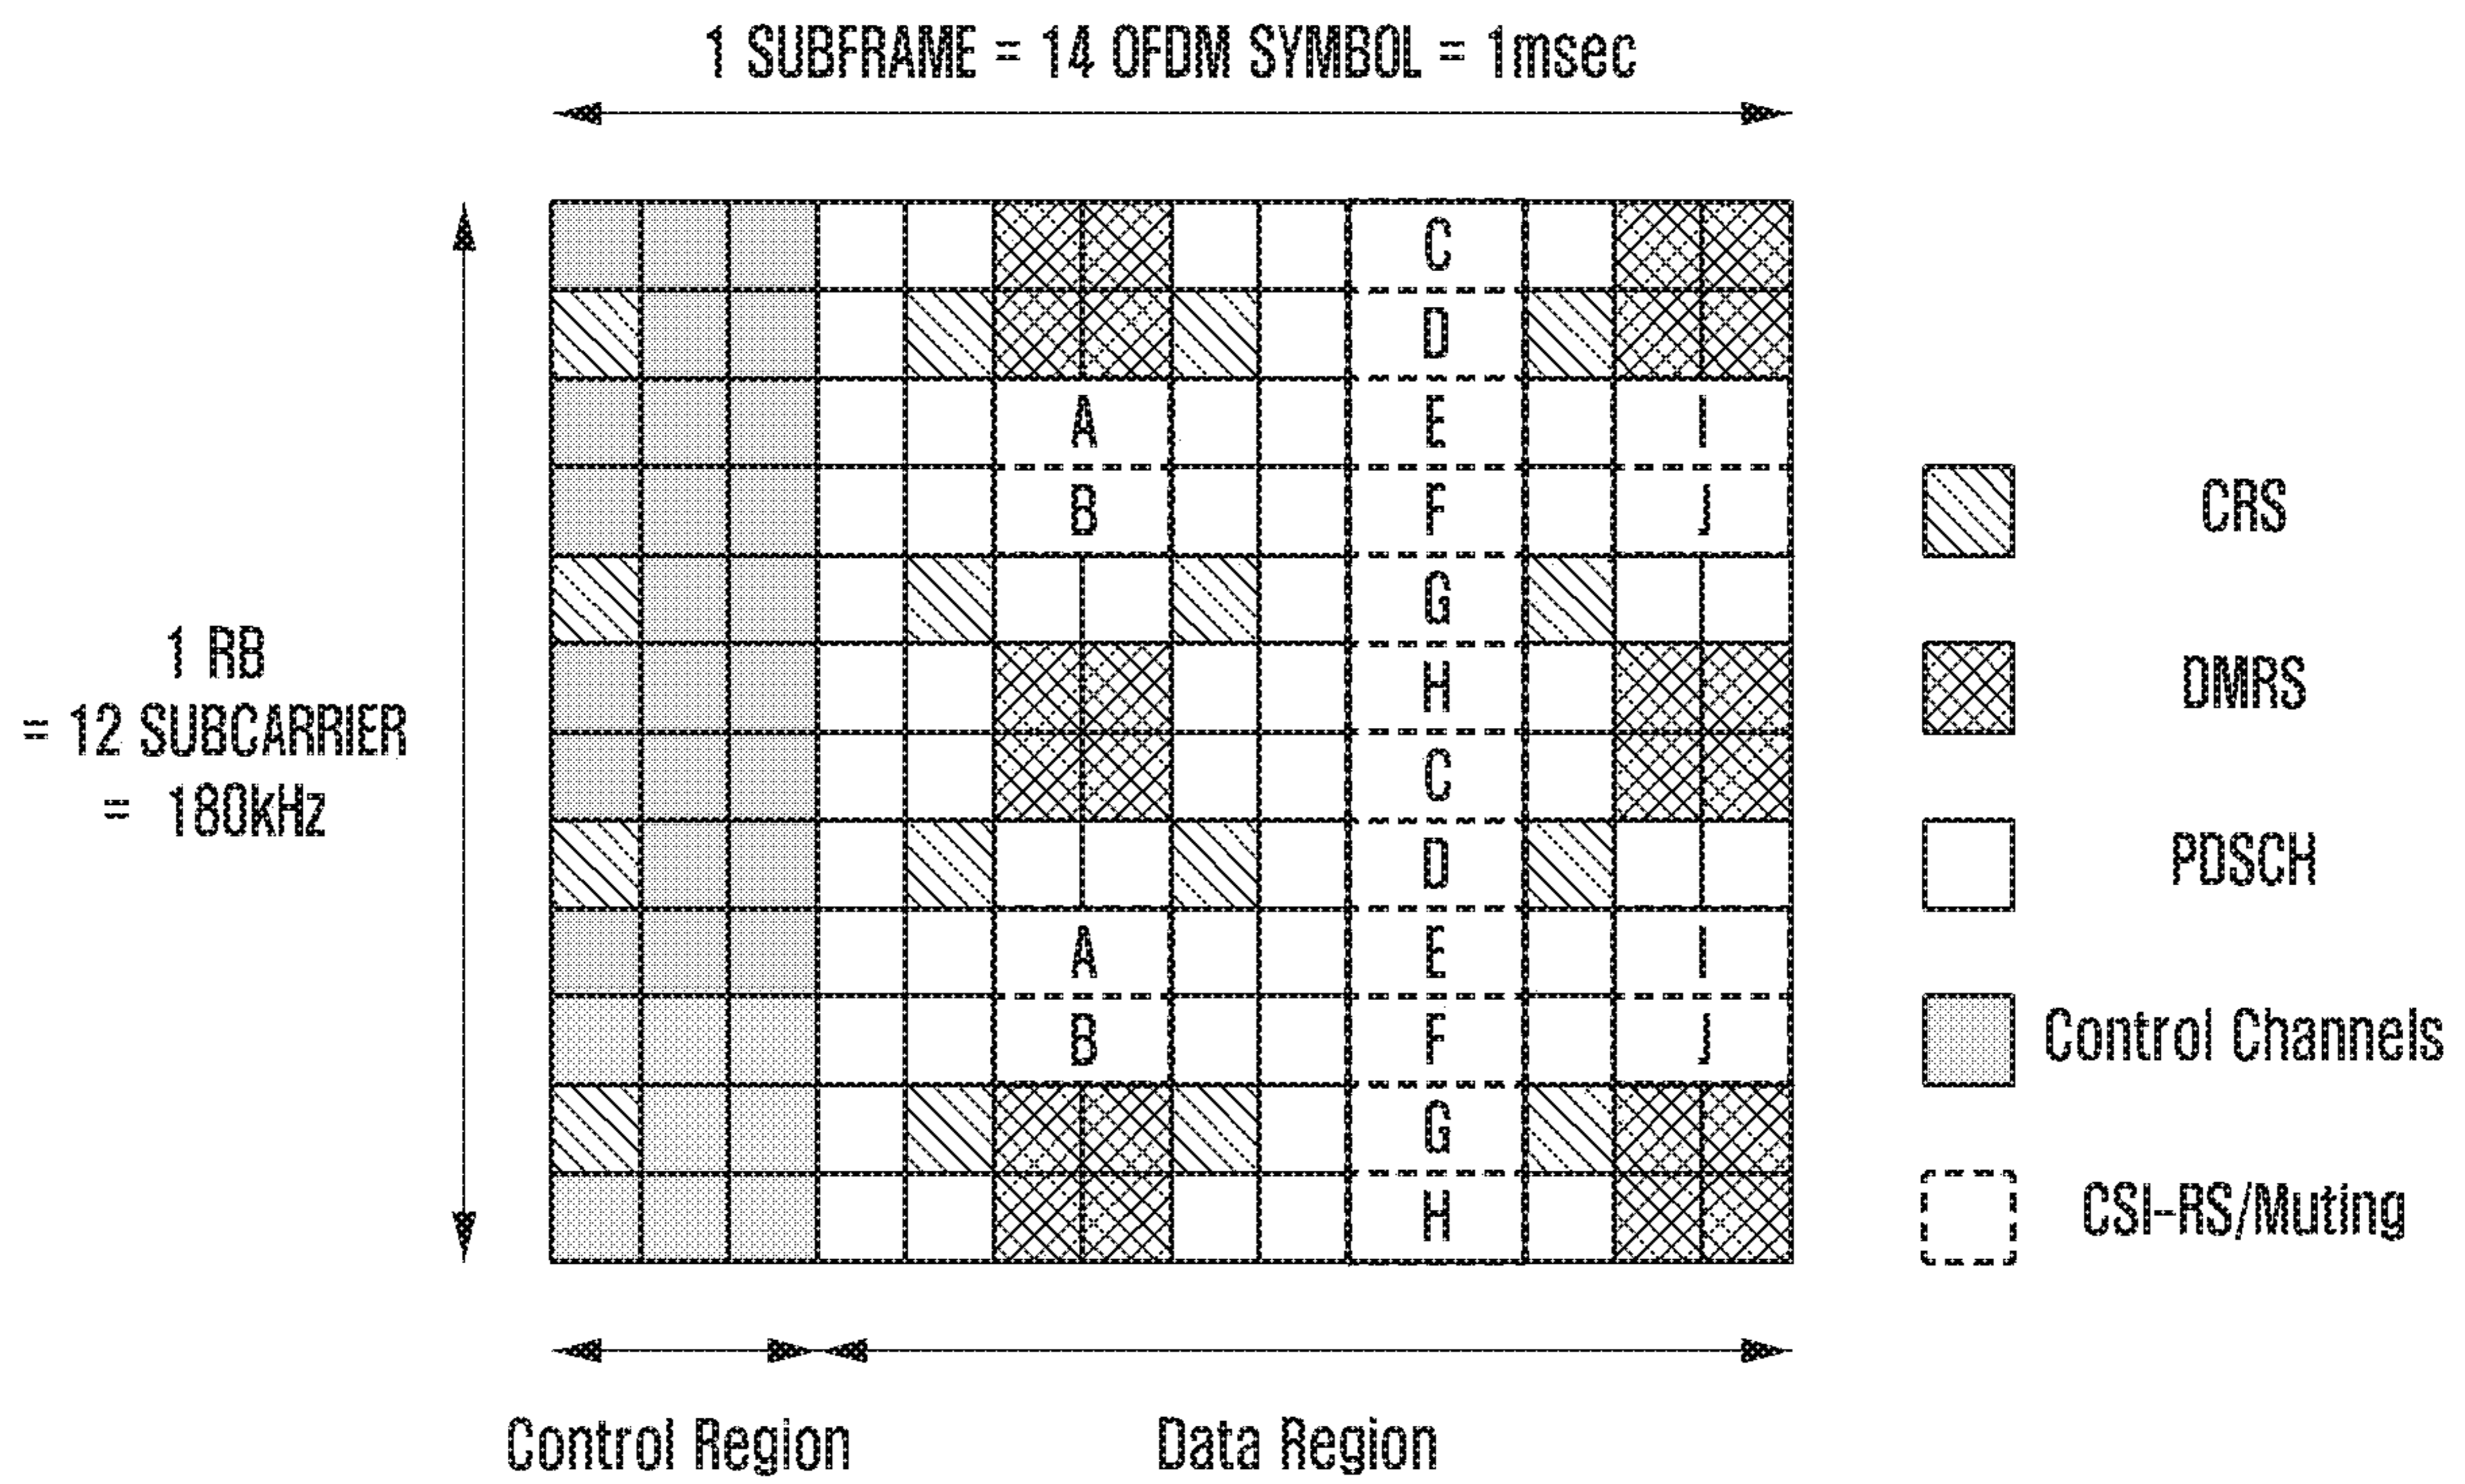 1 SUBFRAME = 14 OFDM SYMBOL = 1msec
1 RB
= 12 SUBCARRIER
= 180kHz
C
D
A E I
B F J
G
H
C
D
A E I
B F J
G
H
CRS
DMRS
PDSCH
Control Channels
CSI-RS/Muting
Control Region
Data Region